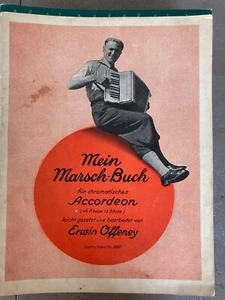 Mein
Marsch-Buch
für chromatisches
Accordeon
leicht gesetzt und bearbeitet von
Erwin Offeney